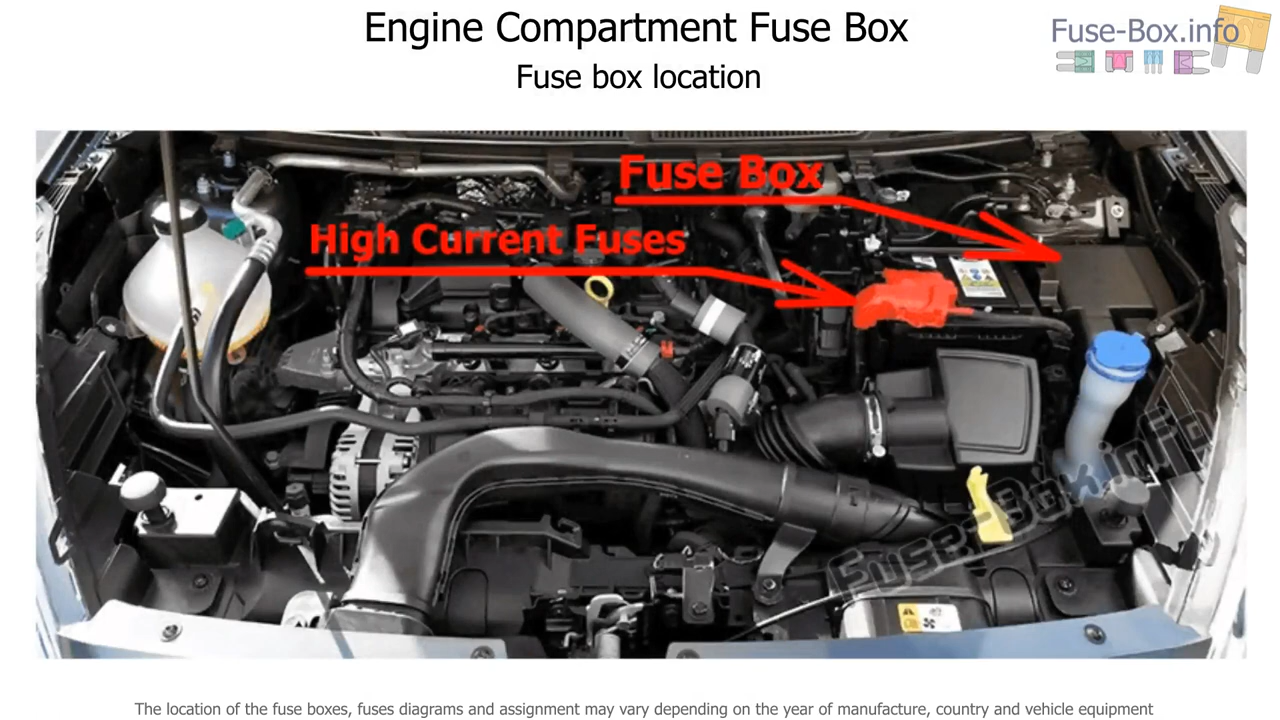 Engine Compartment Fuse Box
Fuse-Box.info
Fuse box location
Fuse Box
High Current Fuses
Fuse-Box.info
The location of the fuse boxes, fuses diagrams and assignment may vary depending on the year of manufacture, country and vehicle equipment